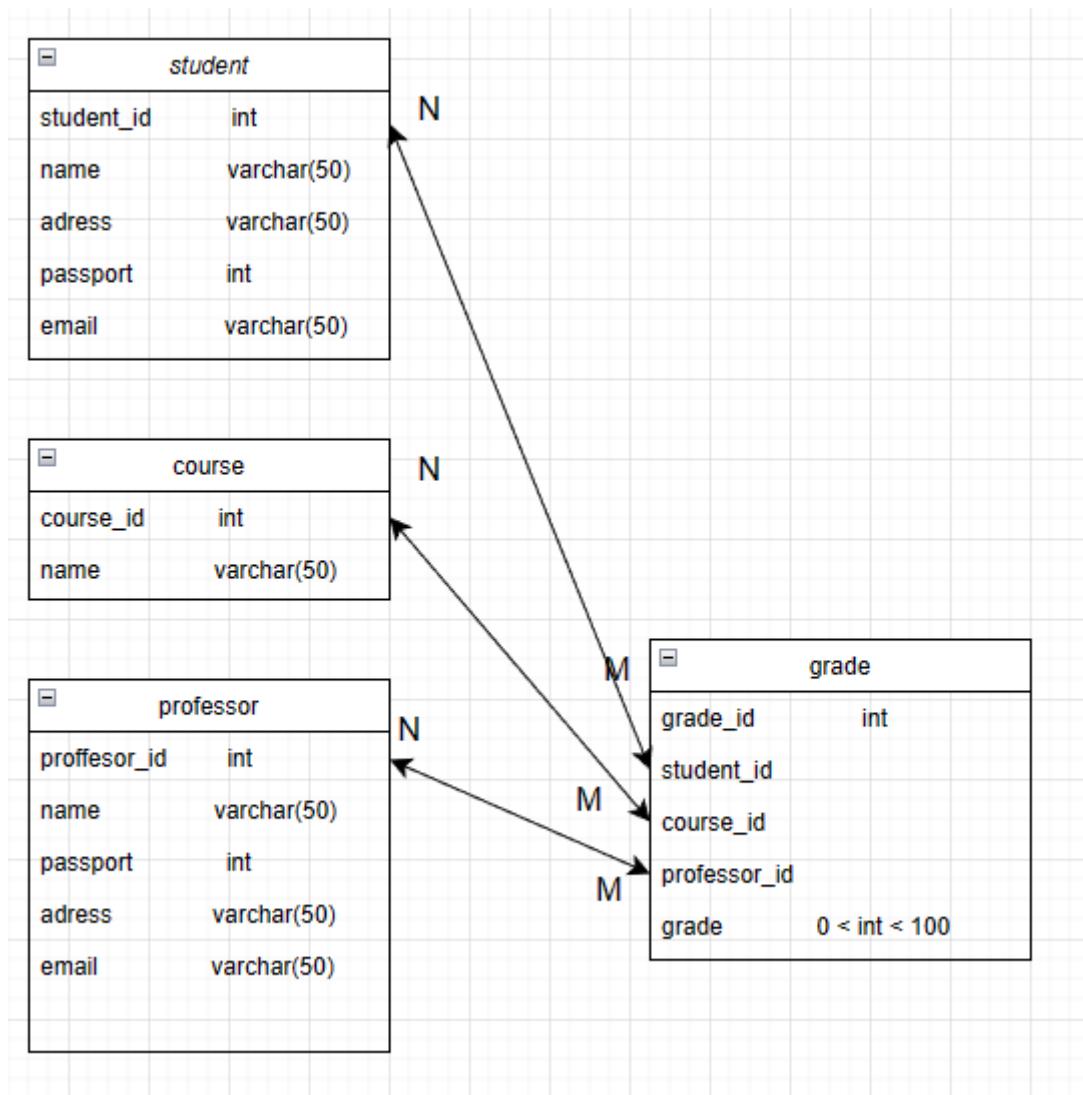 student
student_id int
name varchar(50)
adress varchar(50)
passport int
email varchar(50)
N
course
course_id int
name varchar(50)
N
professor
proffesor_id int
name varchar(50)
passport int
adress varchar(50)
email varchar(50)
N
M
M
M
grade
grade_id int
student_id
course_id
professor_id
grade 0 < int < 100